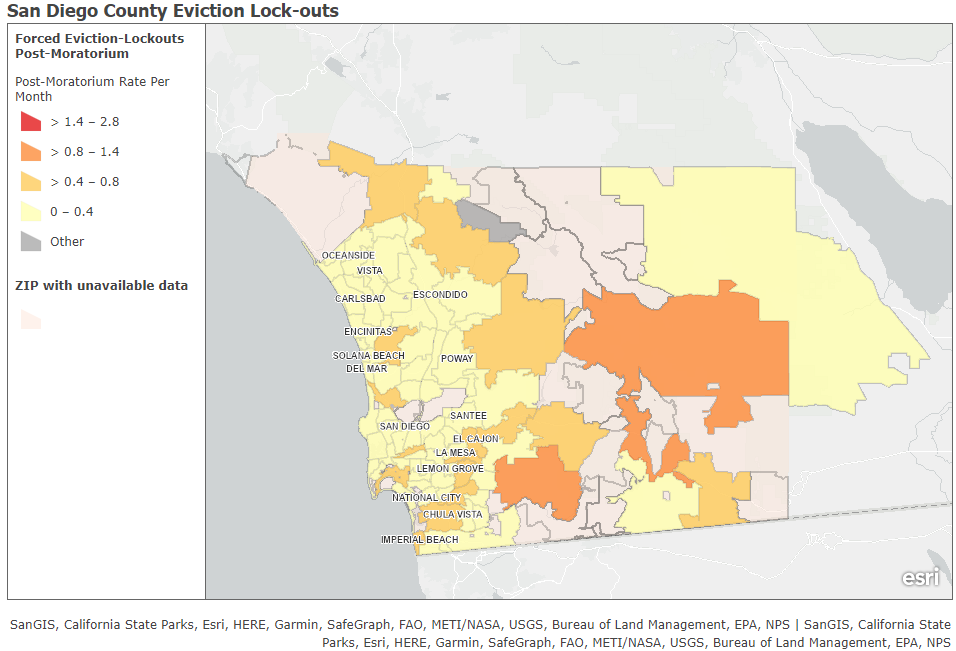 San Diego County Eviction Lock-outs
Forced Eviction-Lockouts
Post-Moratorium
Post-Moratorium Rate Per
Month
> 1.4 – 2.8
> 0.8 – 1.4
> 0.4 – 0.8
0 – 0.4
Other
ZIP with unavailable data
OCEANSIDE
VISTA
CARLSBAD
ESCONDIDO
ENCINITAS
SOLANA BEACH
DEL MAR
POWAY
SANTEE
SAN DIEGO
EL CAJON
LA MESA
LEMON GROVE
NATIONAL CITY
CHULA VISTA
IMPERIAL BEACH
esri
SanGIS, California State Parks, Esri, HERE, Garmin, SafeGraph, FAO, METI/NASA, USGS, Bureau of Land Management, EPA, NPS | SanGIS, California State
Parks, Esri, HERE, Garmin, SafeGraph, FAO, METI/NASA, USGS, Bureau of Land Management, EPA, NPS